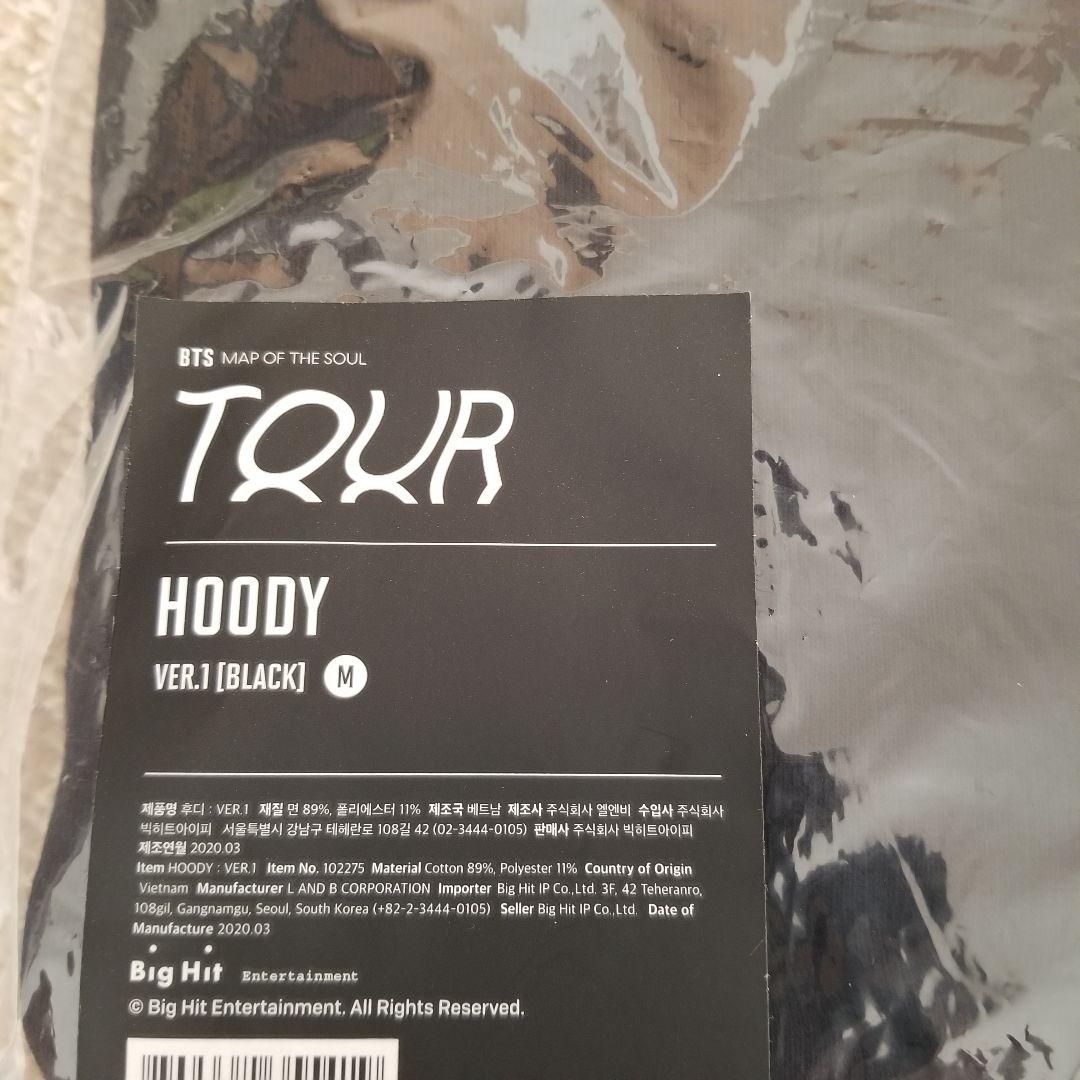 BTS MAP OF THE SOUL
TOUR
HOODY
VER.1 [BLACK] M
제품명 후디 : VER.1 재질 면 89%, 폴리에스터 11% 제조국 베트남 제조사 주식회사 엘엔비 수입사 주식회사
빅히트아이피 서울특별시 강남구 테헤란로 108길 42 (02-3444-0105) 판매사 주식회사 빅히트아이피
제조연월 2020.03
Item HOODY : VER.1 Item No. 102275 Material Cotton 89%, Polyester 11% Country of Origin
Vietnam Manufacturer L AND B CORPORATION Importer Big Hit IP Co.,Ltd. 3F, 42 Teheranro,
108gil, Gangnamgu, Seoul, South Korea (+82-2-3444-0105) Seller Big Hit IP Co.,Ltd. Date of
Manufacture 2020.03
Big Hit Entertainment
© Big Hit Entertainment. All Rights Reserved.